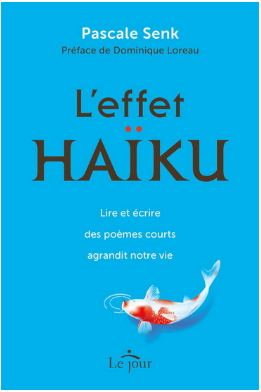 Pascale Senk
Préface de Dominique Loreau
L'effet
HAÏKU
Lire et écrire
des poèmes courts
agrandit notre vie
Le jour